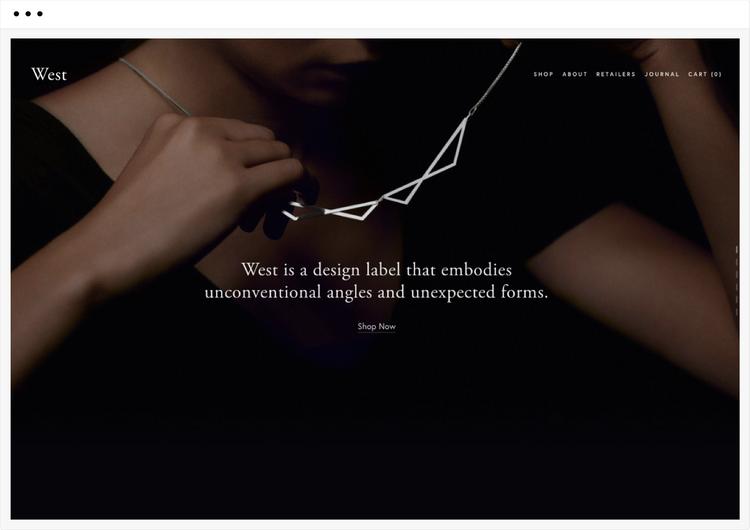 West
SHOP ABOUT RETAILERS JOURNAL CART (0)
West is a design label that embodies
unconventional angles and unexpected forms.
Shop Now